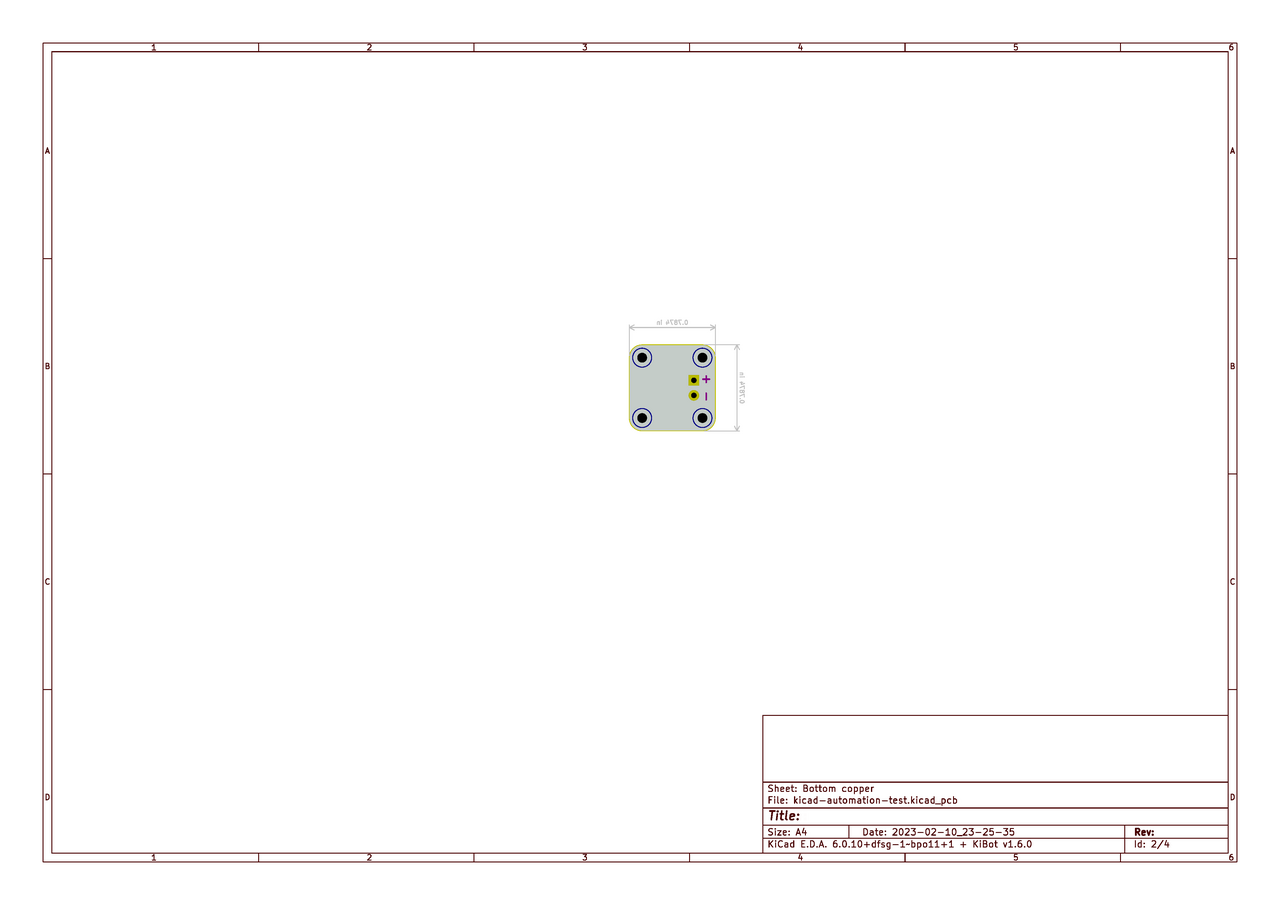 1 2 3 4 5 6
A A
0.7874 in
B B
+
0.7874 in
-
C C
Sheet: Bottom copper
File: kicad-automation-test.kicad_pcb
D D
Title:
Size: A4 Date: 2023-02-10_23-25-35 Rev:
KiCad E.D.A. 6.0.10+dfsg-1~bpo11+1 + KiBot v1.6.0 Id: 2/4
1 2 3 4 5 6